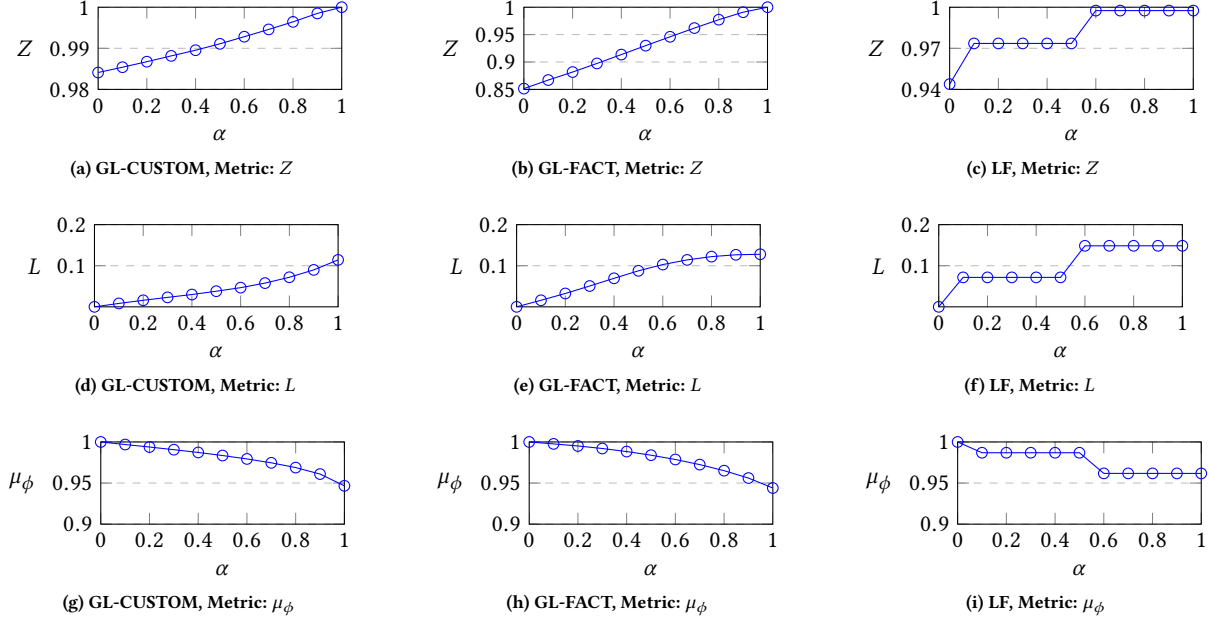 1
0.99
0.98
Z
0 0.2 0.4 0.6 0.8 1
α
(a) GL-CUSTOM, Metric: Z
1
0.95
0.9
0.85
Z
0 0.2 0.4 0.6 0.8 1
α
(b) GL-FACT, Metric: Z
1
0.97
0.94
Z
0 0.2 0.4 0.6 0.8 1
α
(c) LF, Metric: Z
0.2
0.1
L
0 0.2 0.4 0.6 0.8 1
α
(d) GL-CUSTOM, Metric: L
0.2
0.1
L
0 0.2 0.4 0.6 0.8 1
α
(e) GL-FACT, Metric: L
0.2
0.1
L
0 0.2 0.4 0.6 0.8 1
α
(f) LF, Metric: L
1
0.95
0.9
μϕ
0 0.2 0.4 0.6 0.8 1
α
(g) GL-CUSTOM, Metric: μϕ
1
0.95
0.9
μϕ
0 0.2 0.4 0.6 0.8 1
α
(h) GL-FACT, Metric: μϕ
1
0.95
0.9
μϕ
0 0.2 0.4 0.6 0.8 1
α
(i) LF, Metric: μϕ